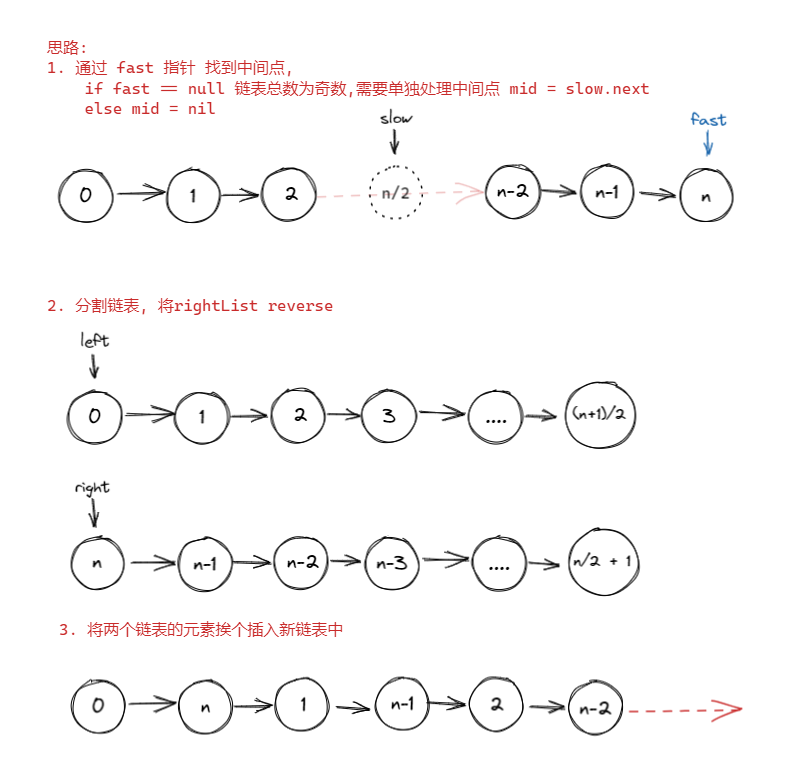 思路:
1. 通过 fast 指针 找到中间点,
if fast == null 链表总数为奇数,需要单独处理中间点 mid = slow.next
else mid = nil
slow
fast
0 1 2 n/2 n-2 n-1 n
2. 分割链表, 将rightList reverse
left
0 1 2 3 .... (n+1)/2
right
n n-1 n-2 n-3 .... n/2 + 1
3. 将两个链表的元素挨个插入新链表中
0 n 1 n-1 2 n-2